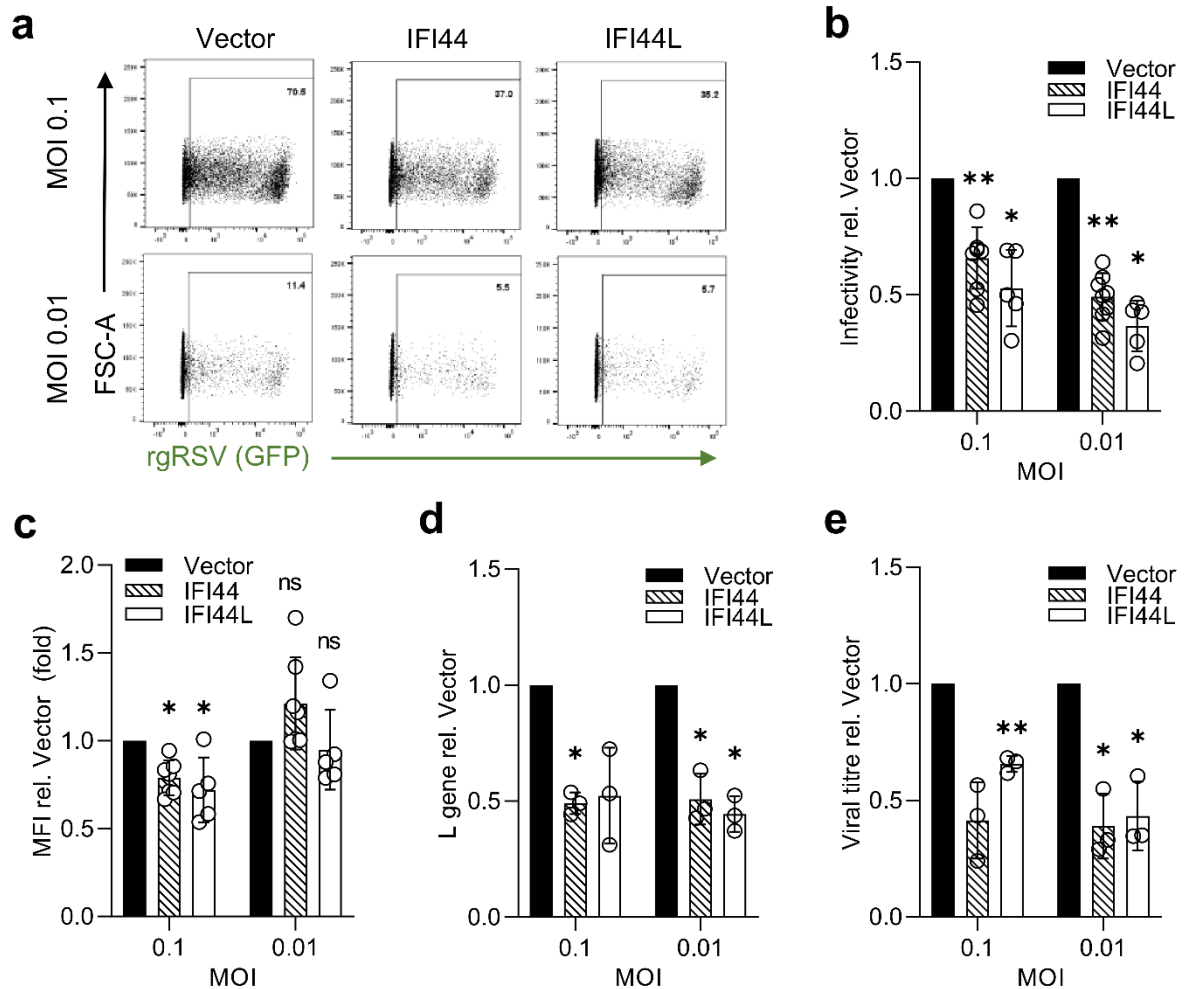 a
Vector IFI44 IFI44L
MOI 0.1
70.5
37.0
35.2
MOI 0.01
11.4
5.5
5.7
FSC-A
rgRSV (GFP)
b
Vector
IFI44
IFI44L
Infectivity rel. Vector
1.5
1.0
0.5
0.0
** * ** *
0.1 0.01
MOI
c
Vector
IFI44
IFI44L
MFI rel. Vector (fold)
2.0
1.5
1.0
0.5
0.0
* * ns ns
0.1 0.01
MOI
d
Vector
IFI44
IFI44L
L gene rel. Vector
1.5
1.0
0.5
0.0
* * *
0.1 0.01
MOI
e
Vector
IFI44
IFI44L
Viral titre rel. Vector
1.5
1.0
0.5
0.0
** * *
0.1 0.01
MOI